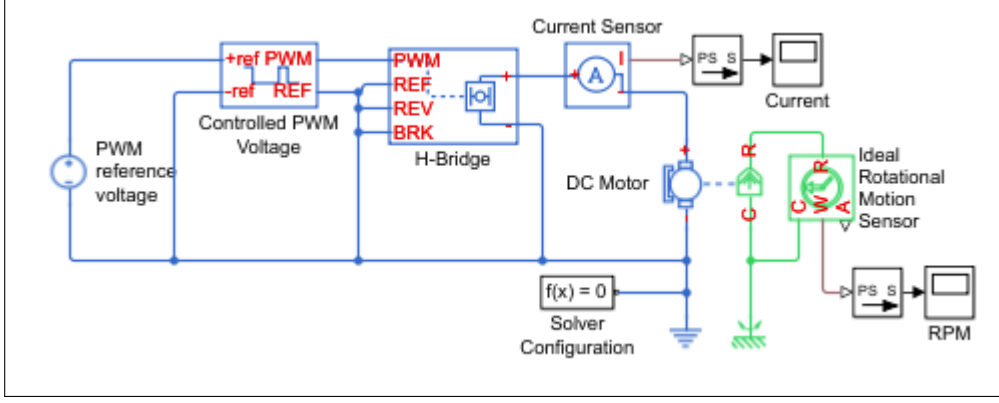 Current Sensor
+ref PWM
-ref REF
Controlled PWM
Voltage
PWM
REF
REV
BRK
+
-
H-Bridge
+
A
I
-
PS S
Current
PWM
reference
voltage
+
-
DC Motor
+
-
R
C
R
C
W
A
Ideal
Rotational
Motion
Sensor
f(x) = 0
Solver
Configuration
PS S
RPM